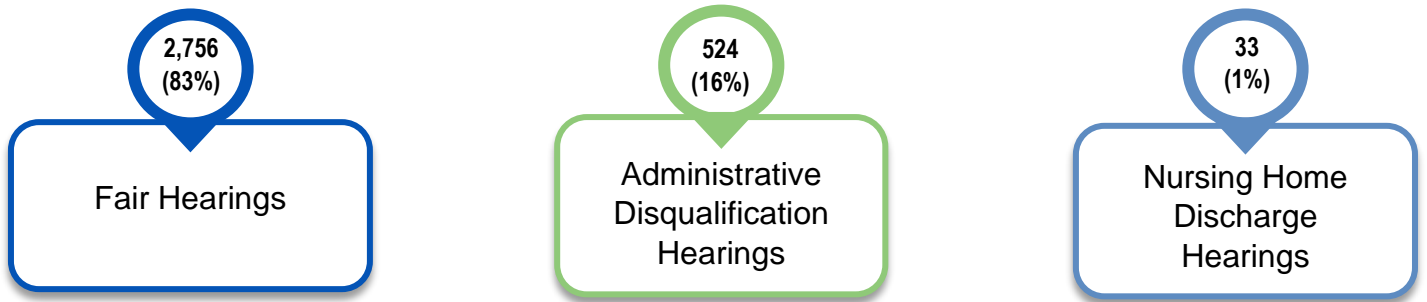 2,756
(83%)
Fair Hearings
524
(16%)
Administrative
Disqualification
Hearings
33
(1%)
Nursing Home
Discharge
Hearings